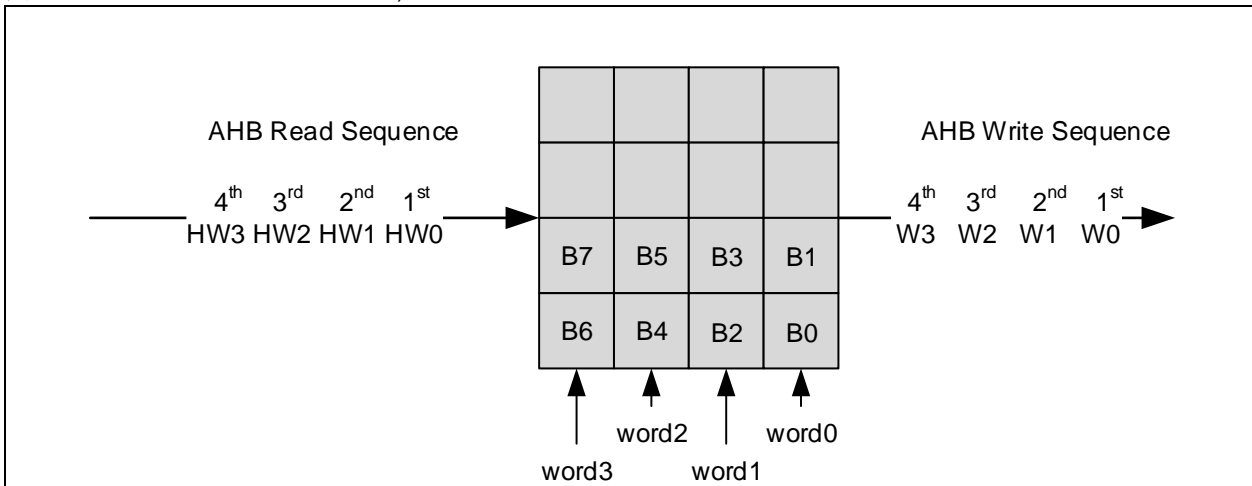 AHB Read Sequence
AHB Write Sequence
4th 3rd 2nd 1st
HW3 HW2 HW1 HW0
4th 3rd 2nd 1st
W3 W2 W1 W0
B7 B5 B3 B1
B6 B4 B2 B0
word2 word0
word3 word1